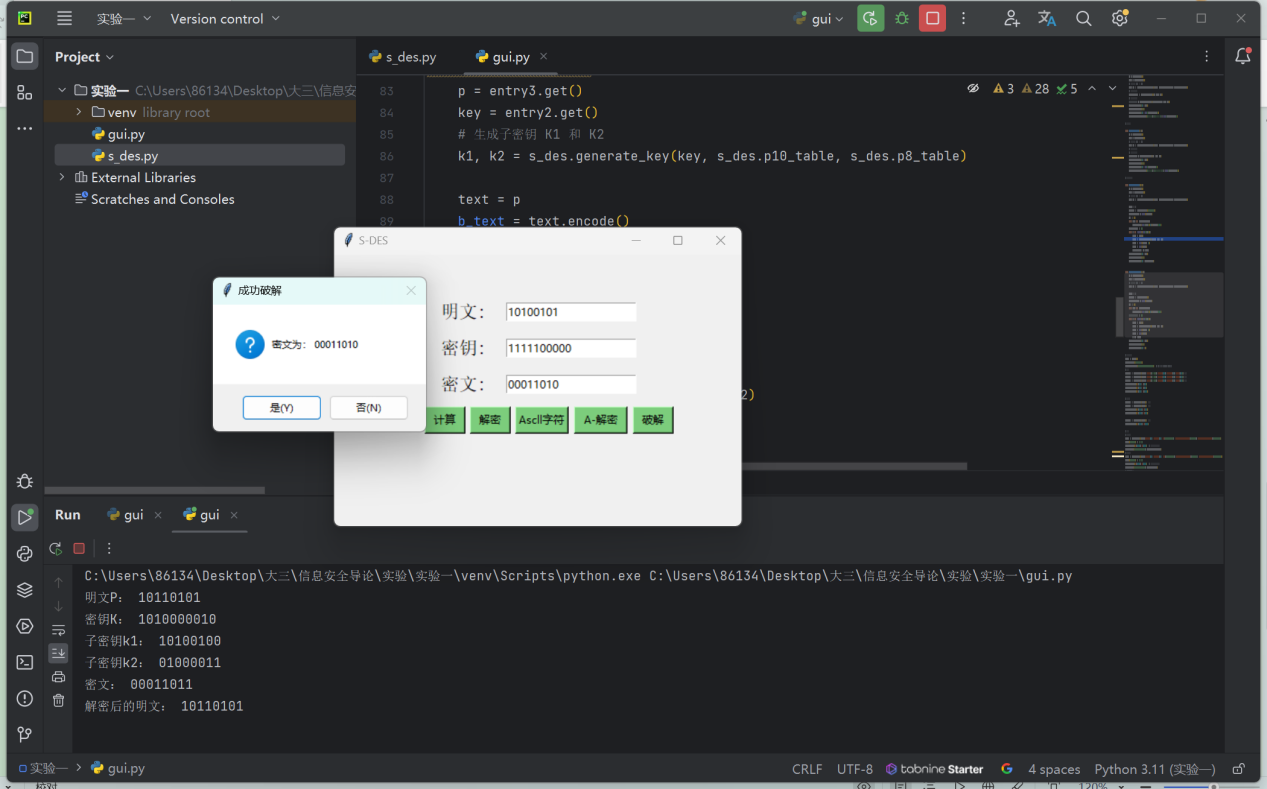 实验一 Version control gui
Project
s_des.py gui.py
实验一 C:\Users\86134\Desktop\大三\信息安
venv library root
gui.py
s_des.py
External Libraries
Scratches and Consoles
3 28 5
83 p = entry3.get()
84 key = entry2.get()
85 # 生成子密钥 K1 和 K2
86 k1, k2 = s_des.generate_key(key, s_des.p10_table, s_des.p8_table)
87
88 text = p
89 b_text = text.encode()
2)
S-DES
明文： 10100101
密钥： 1111100000
密文： 00011010
计算 解密 Ascll字符 A-解密 破解
成功破解
密文为： 00011010
是(Y) 否(N)
Run gui gui
C:\Users\86134\Desktop\大三\信息安全导论\实验\实验一\venv\Scripts\python.exe C:\Users\86134\Desktop\大三\信息安全导论\实验\实验一\gui.py
明文P： 10110101
密钥K： 1010000010
子密钥k1： 10100100
子密钥k2： 01000011
密文： 00011011
解密后的明文： 10110101
实验一 gui.py
CRLF UTF-8 tabnine Starter 4 spaces Python 3.11 (实验一)